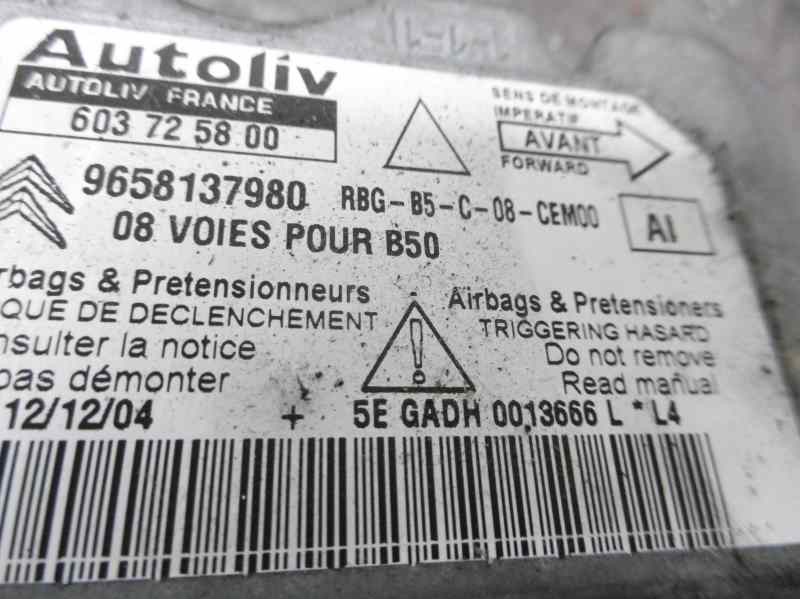 Autoliv
AUTOLIV FRANCE
603 72 58 00
SENS DE MONTAGE
IMPERATIF
AVANT
FORWARD
9658137980 RBG-B5-C-08-CEM00
AI
08 VOIES POUR B50
rbags & Pretensionneurs
QUE DE DECLENCHEMENT
nsulter la notice
pas démonter
Airbags & Pretensioners
TRIGGERING HASARD
Do not remove
Read manual
12/12/04 + 5E GADH 0013666 L * L4